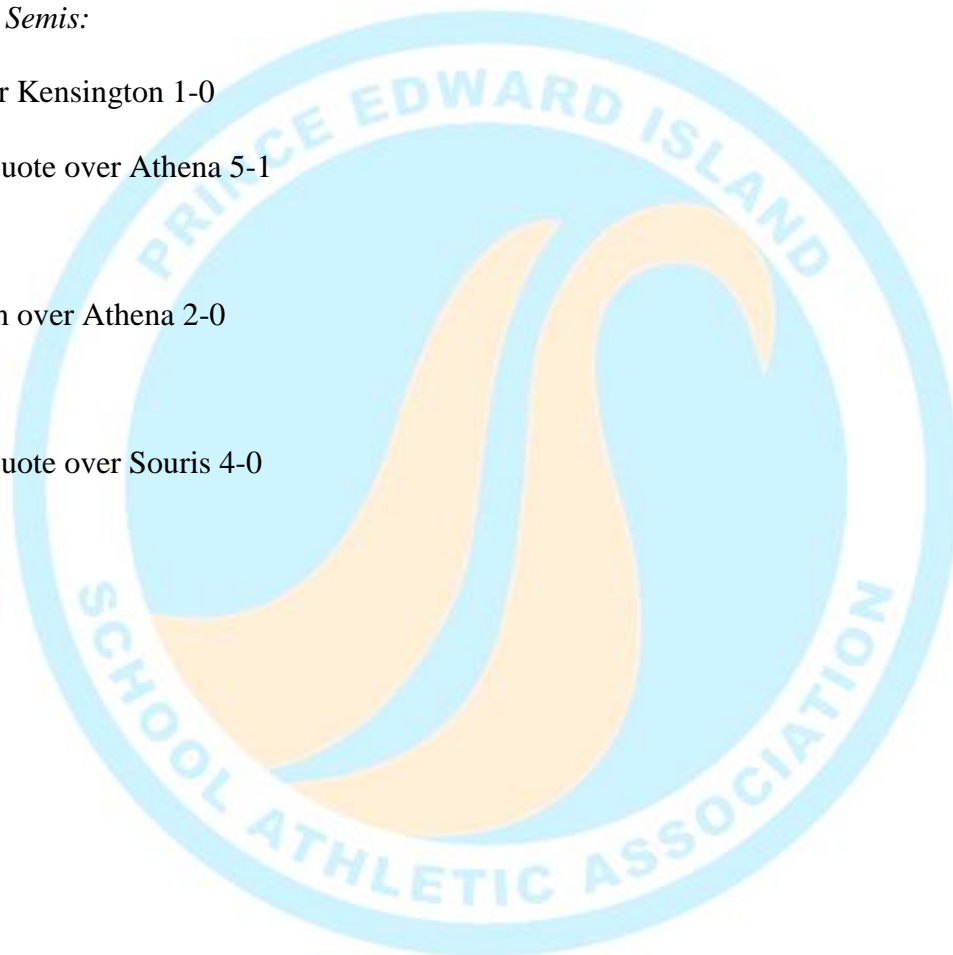 Semis:
r Kensington 1-0
uote over Athena 5-1
n over Athena 2-0
uote over Souris 4-0
PRINCE EDWARD ISLAND
SCHOOL ATHLETIC ASSOCIATION